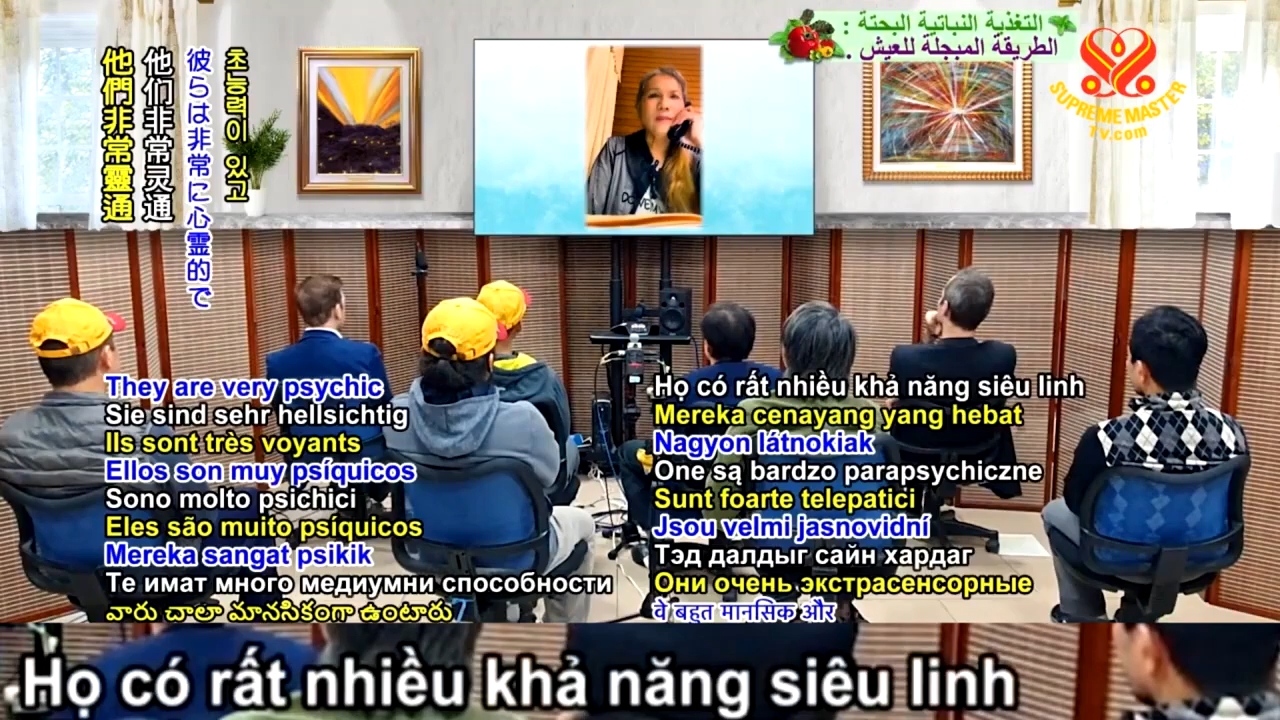 التغذية النباتية البحتة :
الطريقة المبجلة للعيش .
SUPREME MASTER
TV.com
他們非常靈通
他们非常灵通
彼らは非常に心霊的で
초능력이 있고
They are very psychic
Sie sind sehr hellsichtig
Ils sont très voyants
Ellos son muy psíquicos
Sono molto psichici
Eles são muito psíquicos
Mereka sangat psikik
Те имат много медиумни способности
వారు చాలా మానసికంగా ఉంటారు
Họ có rất nhiều khả năng siêu linh
Mereka cenayang yang hebat
Nagyon látnokiak
One są bardzo parapsychiczne
Sunt foarte telepatici
Jsou velmi jasnovidní
Тэд далдыг сайн хардаг
Они очень экстрасенсорные
वे बहुत मानसिक और
Họ có rất nhiều khả năng siêu linh